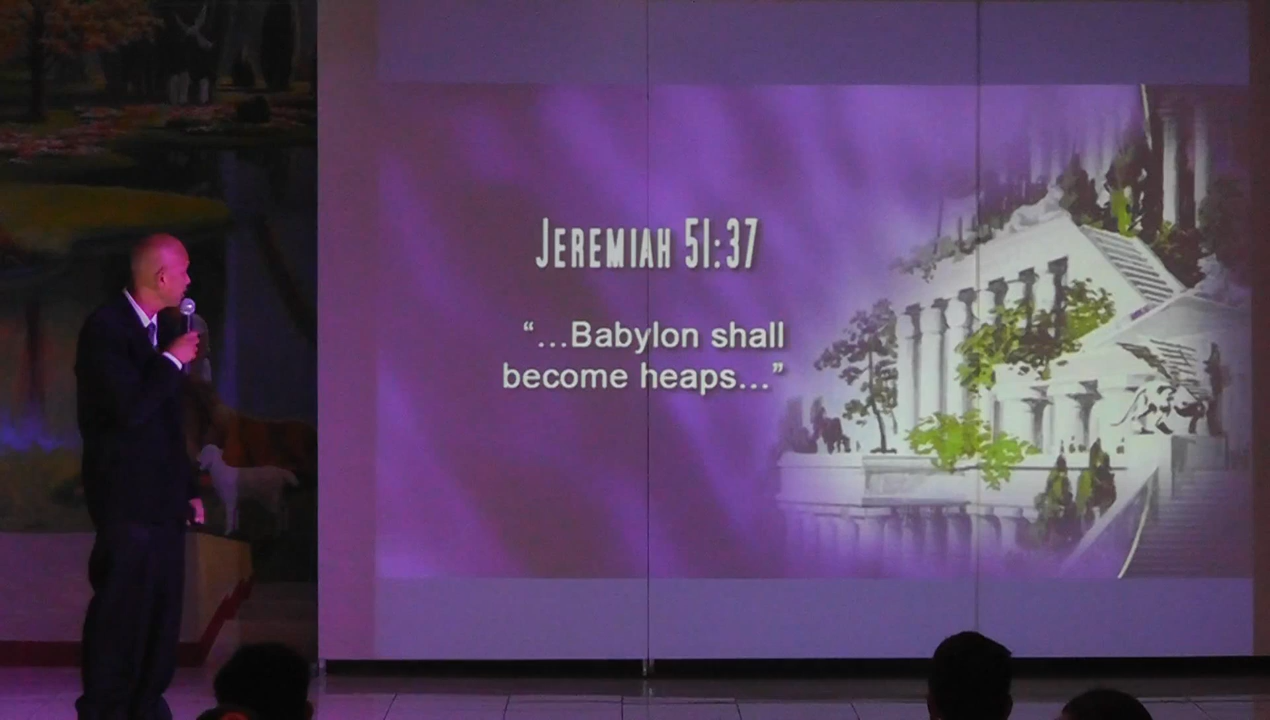 JEREMIAH 51:37
“...Babylon shall
become heaps...”